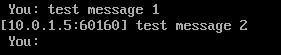 You: test message 1
[10.0.1.5:60160] test message 2
You: